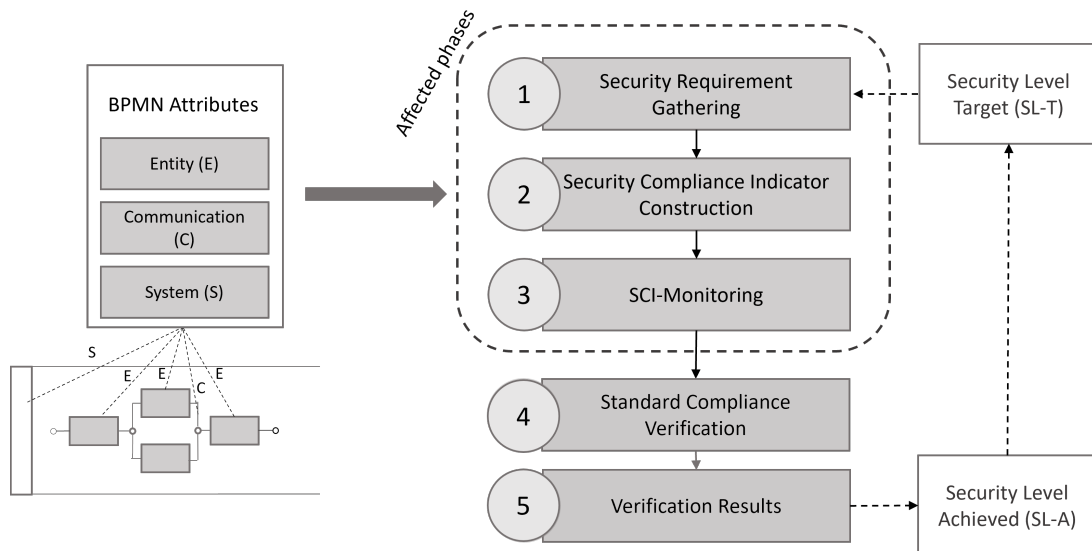 BPMN Attributes
Entity (E)
Communication
(C)
System (S)
S
E
E
C
E
Affected phases
1
Security Requirement
Gathering
2
Security Compliance Indicator
Construction
3
SCI-Monitoring
4
Standard Compliance
Verification
5
Verification Results
Security Level
Target (SL-T)
Security Level
Achieved (SL-A)